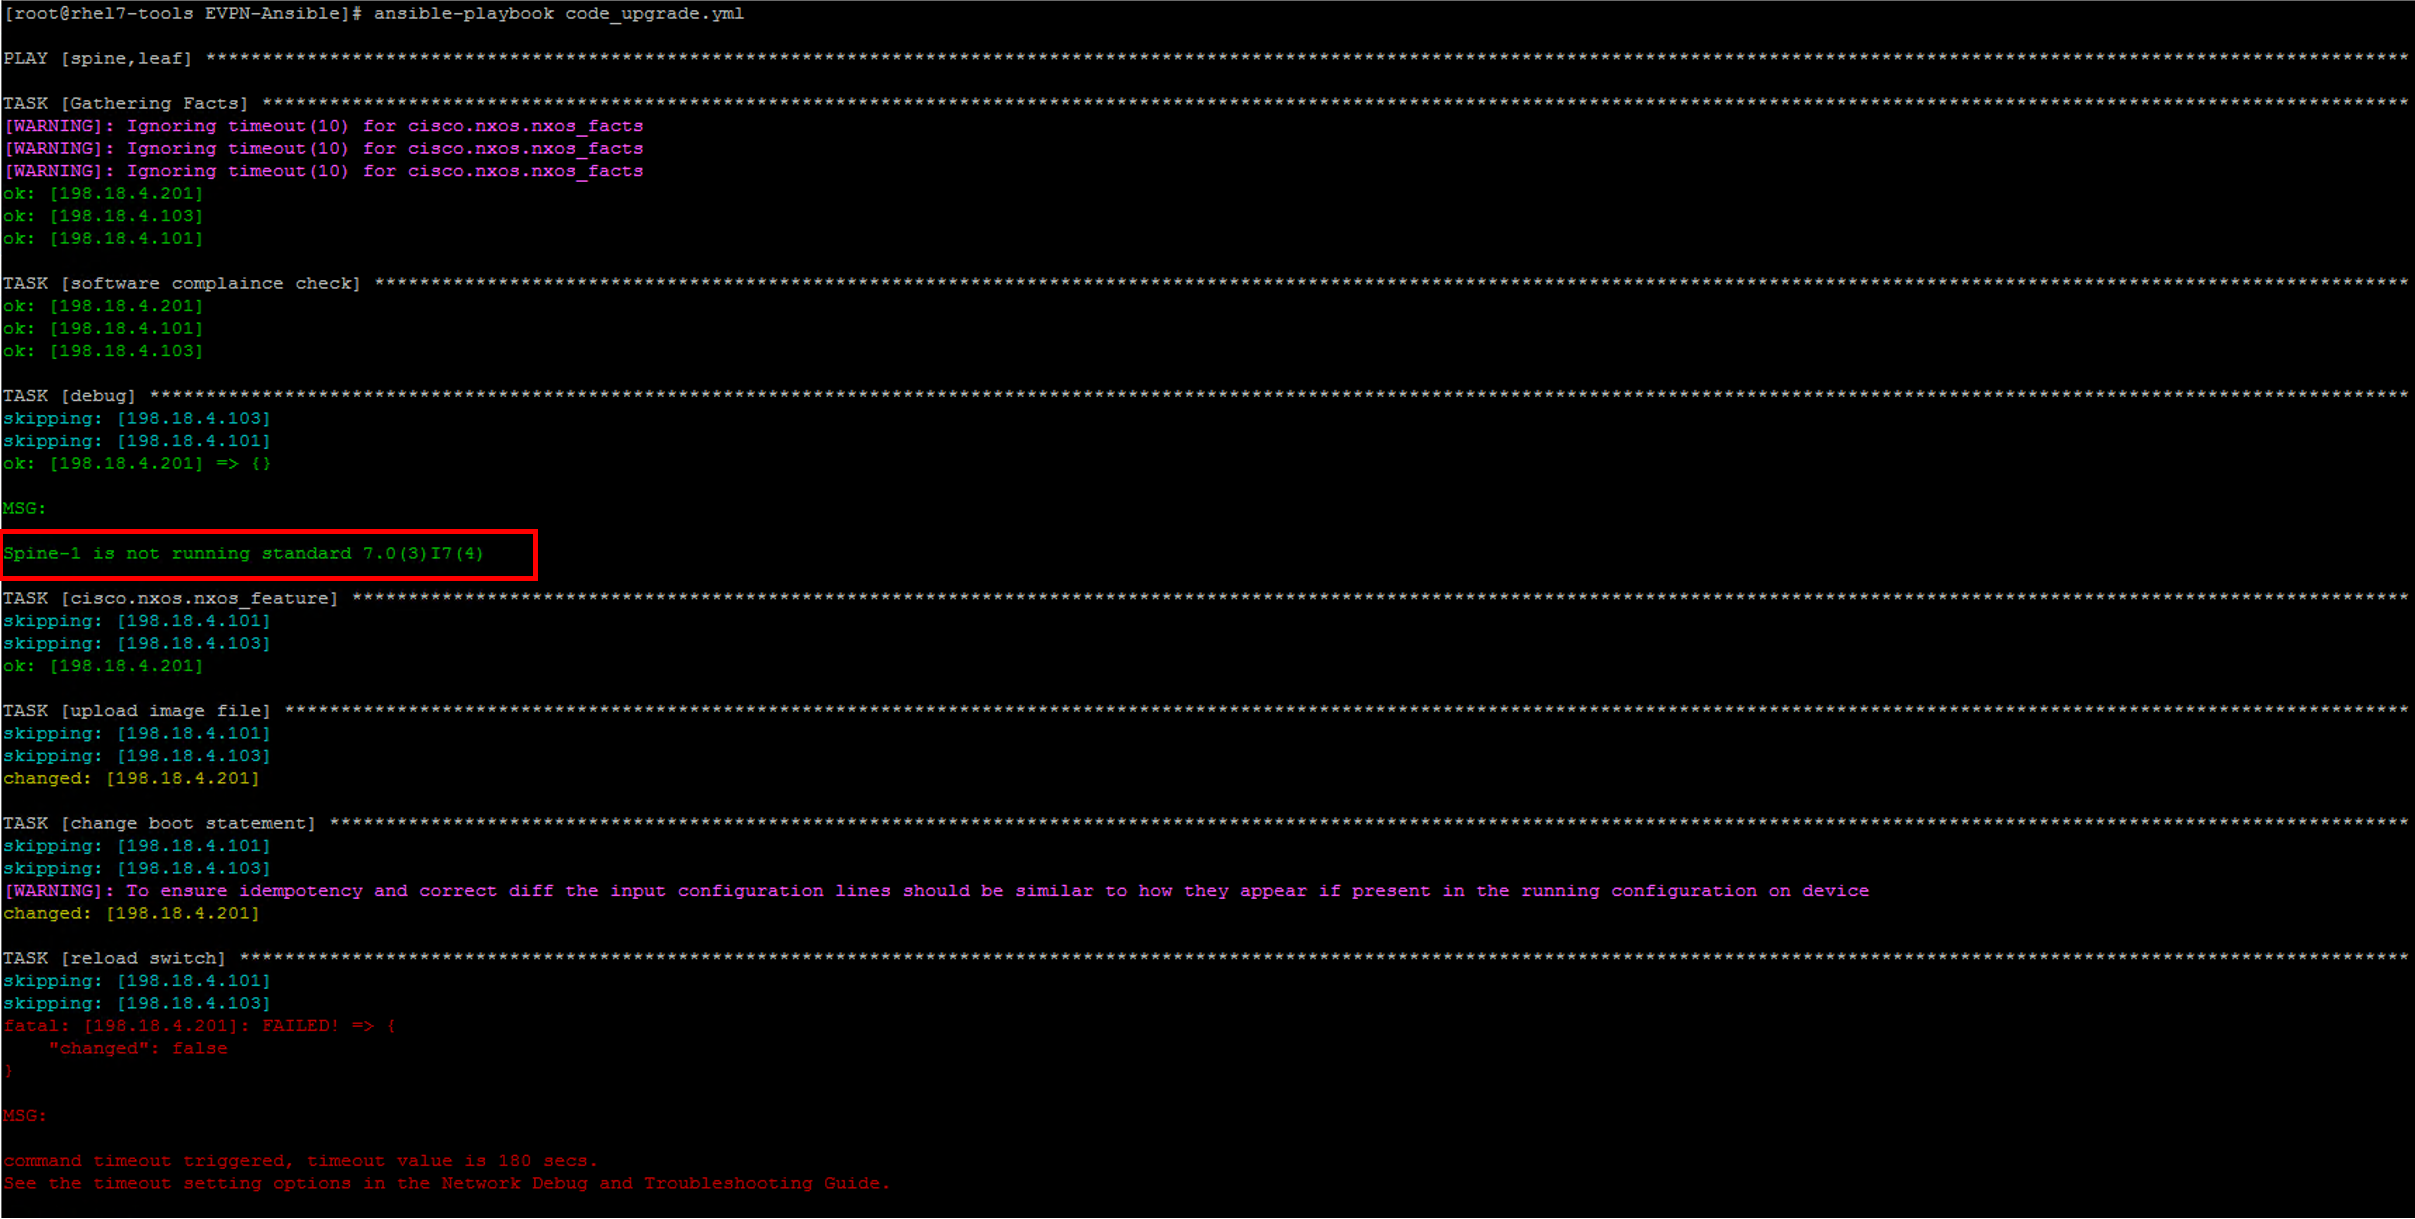 [root@rhel7-tools EVPN-Ansible]# ansible-playbook code_upgrade.yml
PLAY [spine,leaf] ****************************************************************************************************************************************************************************************************
TASK [Gathering Facts] ***********************************************************************************************************************************************************************************************
[WARNING]: Ignoring timeout(10) for cisco.nxos.nxos_facts
[WARNING]: Ignoring timeout(10) for cisco.nxos.nxos_facts
[WARNING]: Ignoring timeout(10) for cisco.nxos.nxos_facts
ok: [198.18.4.201]
ok: [198.18.4.103]
ok: [198.18.4.101]
TASK [software complaince check] *************************************************************************************************************************************************************************************
ok: [198.18.4.201]
ok: [198.18.4.101]
ok: [198.18.4.103]
TASK [debug] *********************************************************************************************************************************************************************************************************
skipping: [198.18.4.103]
skipping: [198.18.4.101]
ok: [198.18.4.201] => {}
MSG:
Spine-1 is not running standard 7.0(3)I7(4)
TASK [cisco.nxos.nxos_feature] ***************************************************************************************************************************************************************************************
skipping: [198.18.4.101]
skipping: [198.18.4.103]
ok: [198.18.4.201]
TASK [upload image file] *********************************************************************************************************************************************************************************************
skipping: [198.18.4.101]
skipping: [198.18.4.103]
changed: [198.18.4.201]
TASK [change boot statement] *****************************************************************************************************************************************************************************************
skipping: [198.18.4.101]
skipping: [198.18.4.103]
[WARNING]: To ensure idempotency and correct diff the input configuration lines should be similar to how they appear if present in the running configuration on device
changed: [198.18.4.201]
TASK [reload switch] *************************************************************************************************************************************************************************************************
skipping: [198.18.4.101]
skipping: [198.18.4.103]
fatal: [198.18.4.201]: FAILED! => {
    "changed": false
}
MSG:
command timeout triggered, timeout value is 180 secs.
See the timeout setting options in the Network Debug and Troubleshooting Guide.